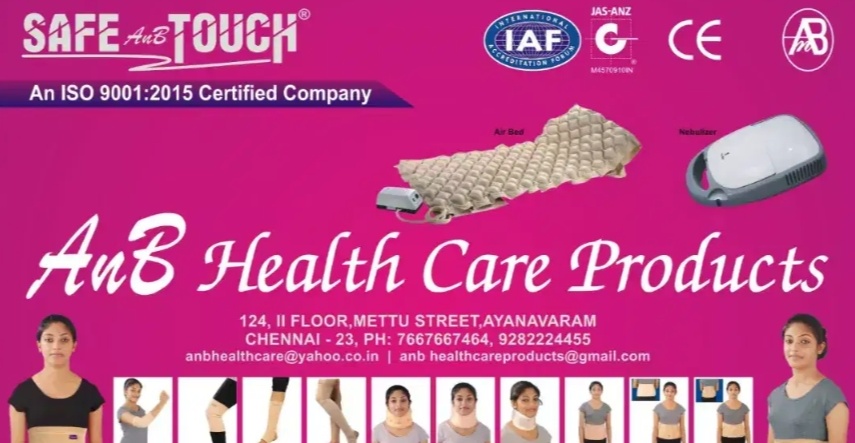 SAFE AnB TOUCH®
INTERNATIONAL
IAF
ACCREDITATION FORUM
JAS-ANZ
M4570910IN
CE
AnB
An ISO 9001:2015 Certified Company
Air Bed
Nebulizer
AnB Health Care Products
124, II FLOOR,METTU STREET,AYANAVARAM
CHENNAI - 23, PH: 7667667464, 9282224455
anbhealthcare@yahoo.co.in | anb healthcareproducts@gmail.com